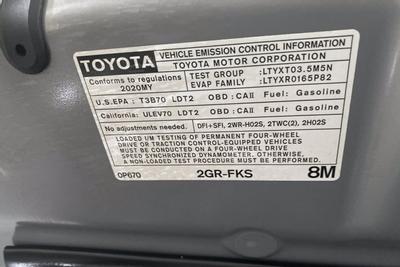 TOYOTA
VEHICLE EMISSION CONTROL INFORMATION
TOYOTA MOTOR CORPORATION
Conforms to regulations
2020MY
TEST GROUP :LTYXT03.5M5N
EVAP FAMILY :LTYXR0165P82
U.S.EPA : T3B70 LDT2 OBD : CAII Fuel: Gasoline
California: ULEV70 LDT2 OBD : CAII Fuel: Gasoline
No adjustments needed. DFI+SFI, 2WR-HO2S, 2TWC(2), 2HO2S
LOADED I/M TESTING OF PERMANENT FOUR-WHEEL
DRIVE OR TRACTION CONTROL-EQUIPPED VEHICLES
MUST BE CONDUCTED ON A FOUR-WHEEL DRIVE
SPEED SYNCHRONIZED DYNAMOMETER, OTHERWISE,
A NON-LOADED TEST PROCEDURE MUST BE PERFORMED.
0P670 2GR-FKS 8M